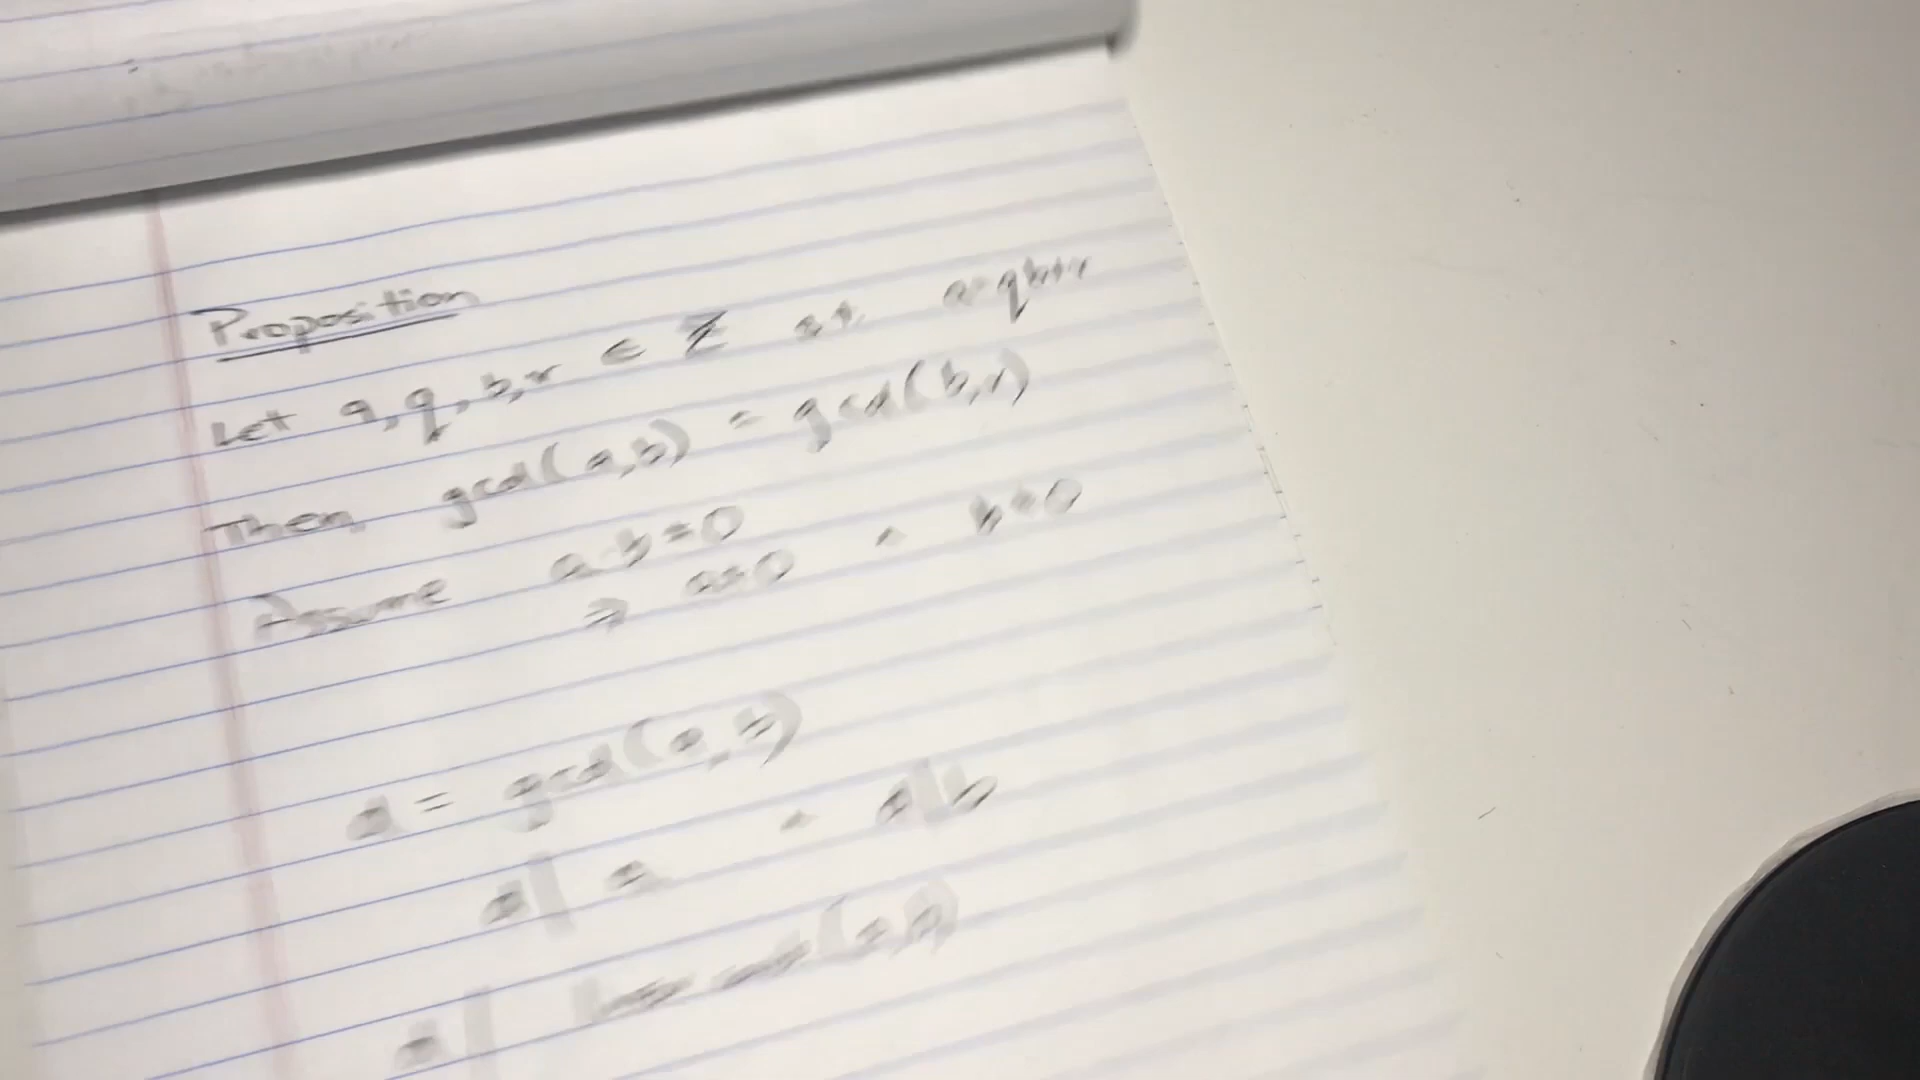 Proposition
Let a, q, b, r ∈ ℤ st a=qb+r
Then gcd(a,b) = gcd(b,r)
Assume a b=0
⇒ a=0 ∧ b=0
d = gcd(a,b)
d| a ∧ d|b
d|